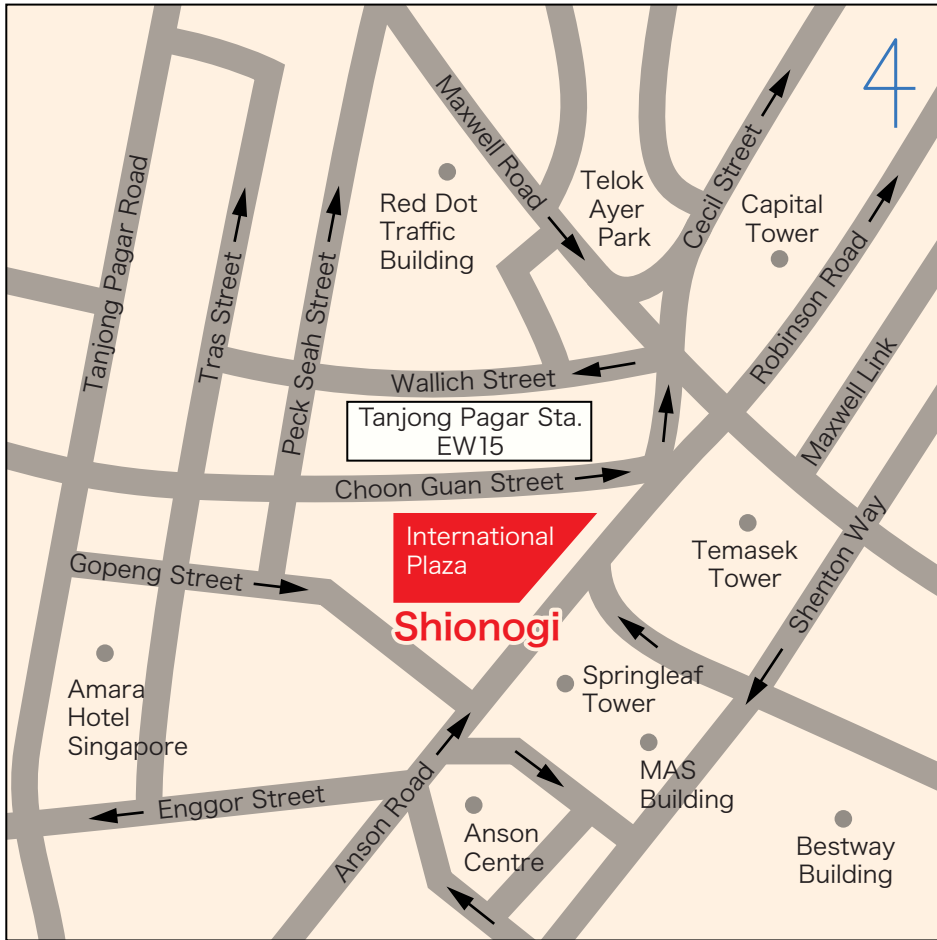 Maxwell Road
Cecil Street
Red Dot
Traffic
Building
Telok
Ayer
Park
Capital
Tower
Tanjong Pagar Road
Tras Street
Peck Seah Street
Robinson Road
Maxwell Link
Wallich Street
Tanjong Pagar Sta.
EW15
Choon Guan Street
International
Plaza
Shionogi
Temasek
Tower
Shenton Way
Gopeng Street
Amara
Hotel
Singapore
Springleaf
Tower
MAS
Building
Enggor Street
Anson Road
Anson
Centre
Bestway
Building